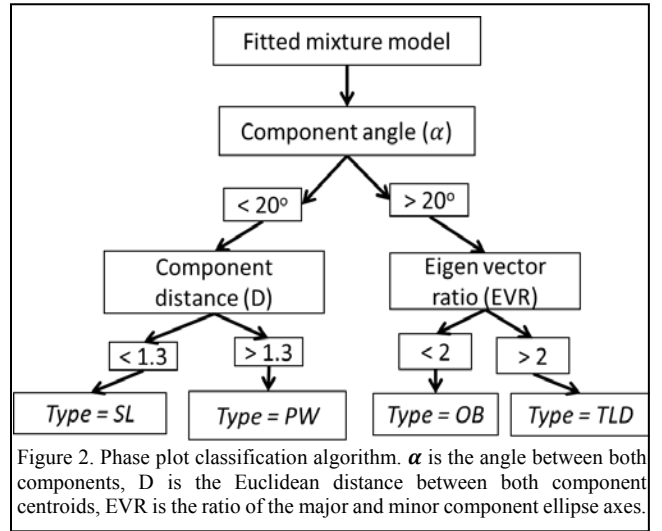 Fitted mixture model
Component angle (α)
< 20°
> 20°
Component
distance (D)
Eigen vector
ratio (EVR)
< 1.3
> 1.3
< 2
> 2
Type = SL
Type = PW
Type = OB
Type = TLD
Figure 2. Phase plot classification algorithm. α is the angle between both
components, D is the Euclidean distance between both component
centroids, EVR is the ratio of the major and minor component ellipse axes.